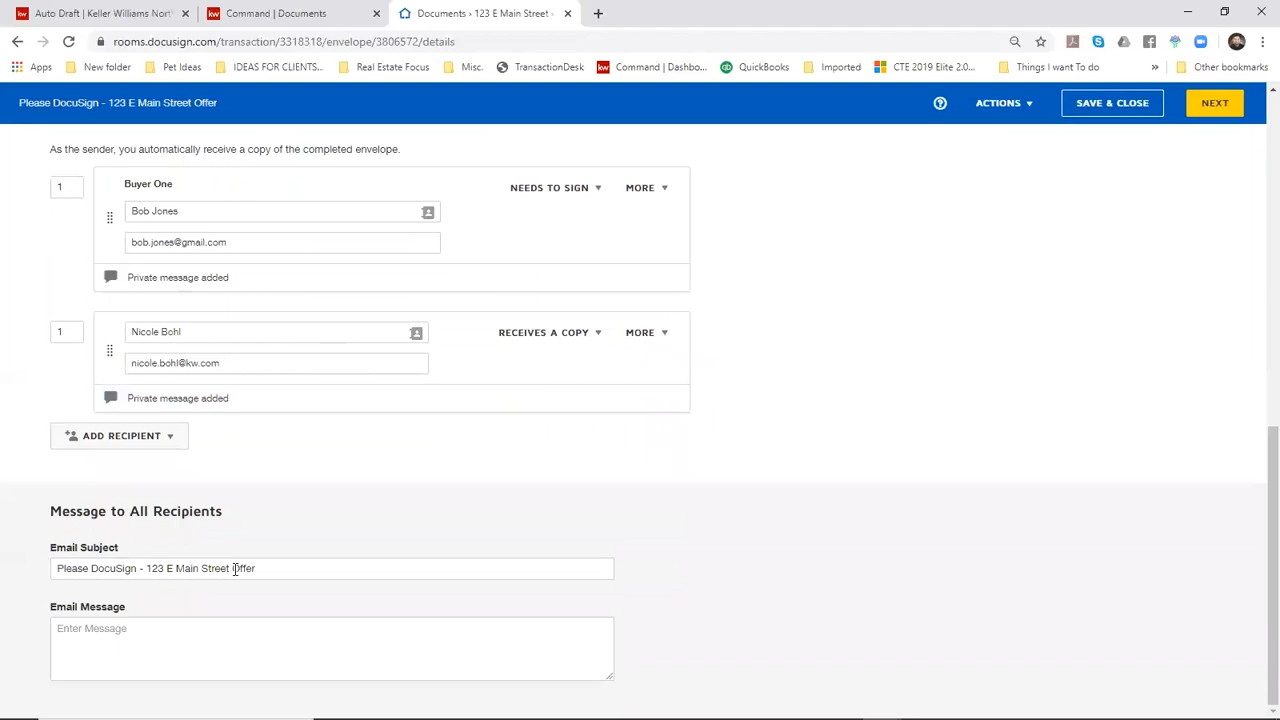 Auto Draft | Keller Williams Nort
Command | Documents
Documents › 123 E Main Street -
rooms.docusign.com/transaction/3318318/envelope/3806572/details
Apps
New folder
Pet Ideas
IDEAS FOR CLIENTS...
Real Estate Focus
Misc.
TransactionDesk
kw
Command | Dashbo...
QuickBooks
Imported
CTE 2019 Elite 2.0...
Things I want To Do
»
Other bookmarks
Please DocuSign - 123 E Main Street Offer
ACTIONS
SAVE & CLOSE
NEXT
As the sender, you automatically receive a copy of the completed envelope.
1
Buyer One
NEEDS TO SIGN
MORE
Bob Jones
bob.jones@gmail.com
Private message added
1
Nicole Bohl
RECEIVES A COPY
MORE
nicole.bohl@kw.com
Private message added
ADD RECIPIENT
Message to All Recipients
Email Subject
Please DocuSign - 123 E Main Street Offer
Email Message
Enter Message